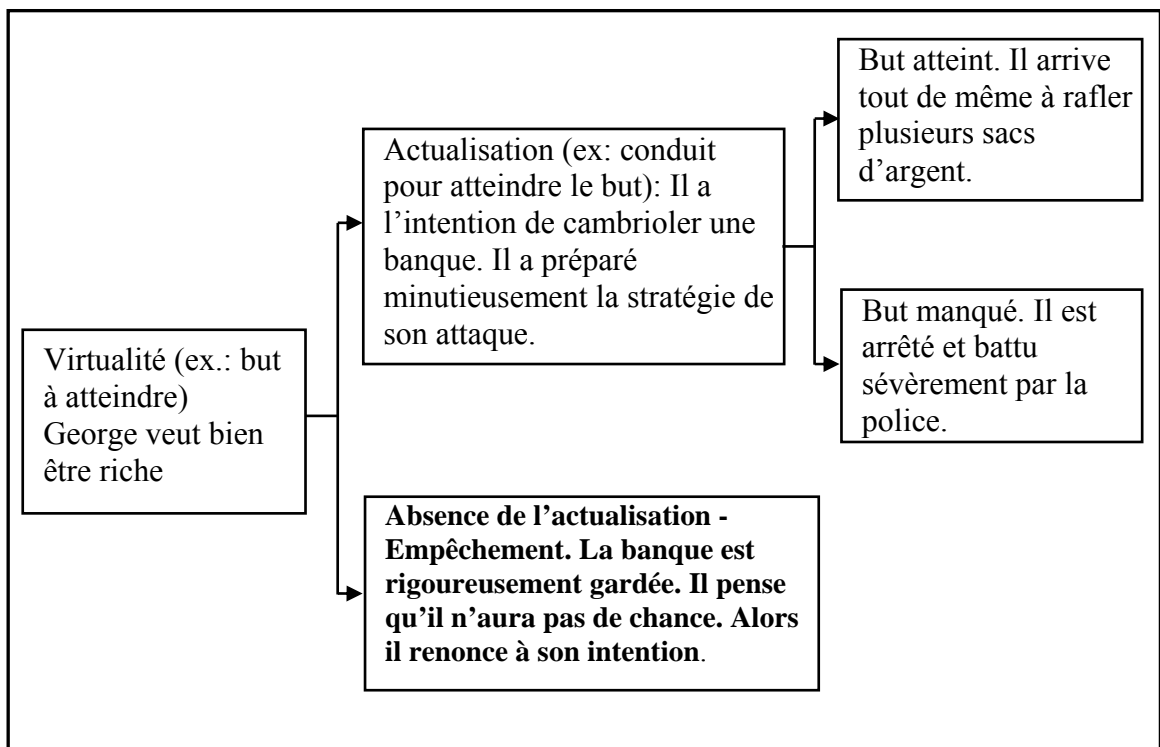 Virtualité (ex.: but
à atteindre)
George veut bien
être riche
Actualisation (ex: conduit
pour atteindre le but): Il a
l’intention de cambrioler une
banque. Il a préparé
minutieusement la stratégie de
son attaque.
But atteint. Il arrive
tout de même à rafler
plusieurs sacs
d’argent.
But manqué. Il est
arrêté et battu
sévèrement par la
police.
Absence de l’actualisation -
Empêchement. La banque est
rigoureusement gardée. Il pense
qu’il n’aura pas de chance. Alors
il renonce à son intention.